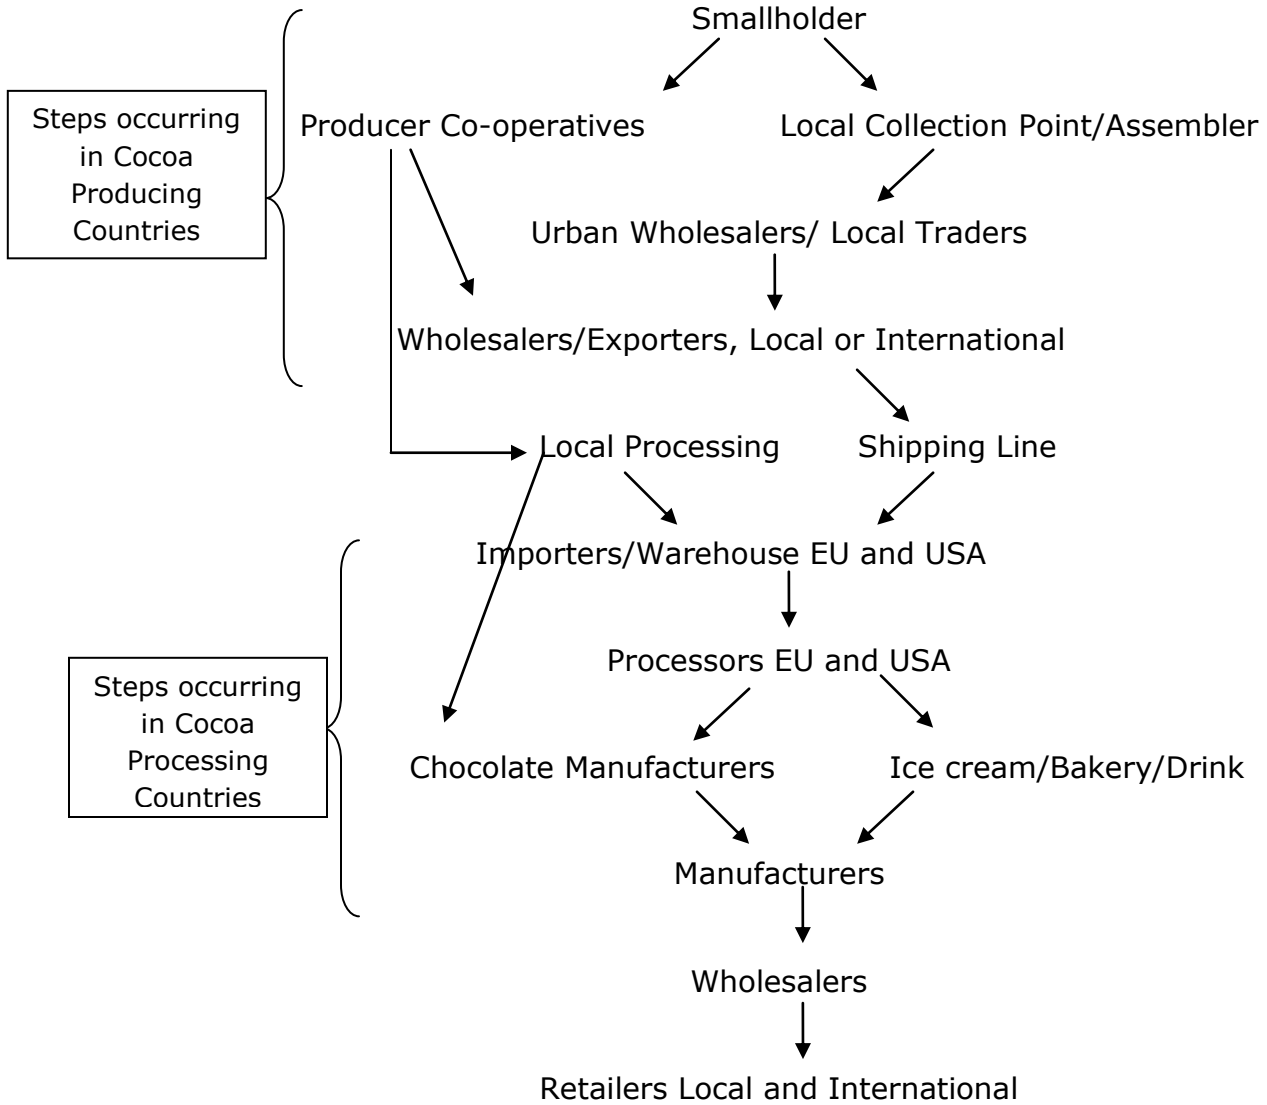 Smallholder
Steps occurring
in Cocoa
Producing
Countries
Producer Co-operatives
Local Collection Point/Assembler
Urban Wholesalers/ Local Traders
Wholesalers/Exporters, Local or International
Local Processing
Shipping Line
Importers/Warehouse EU and USA
Processors EU and USA
Steps occurring
in Cocoa
Processing
Countries
Chocolate Manufacturers
Ice cream/Bakery/Drink
Manufacturers
Wholesalers
Retailers Local and International